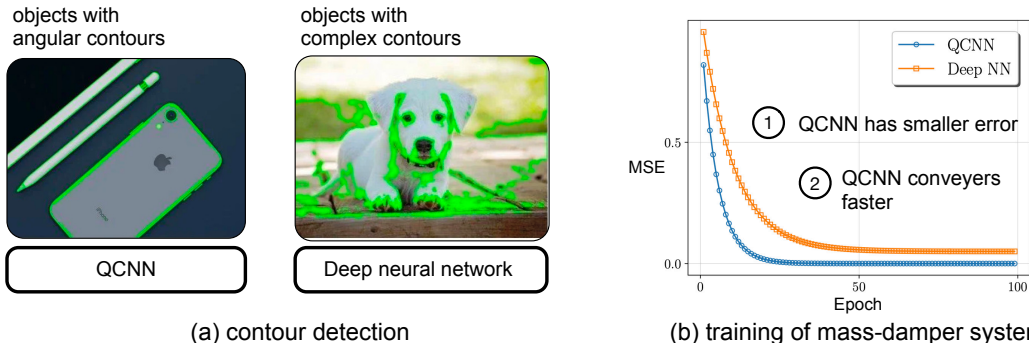 objects with
angular contours
objects with
complex contours
iPhone
QCNN
Deep neural network
(a) contour detection
QCNN
Deep NN
1 QCNN has smaller error
2 QCNN conveyers
faster
MSE
0.5
0.0
0
50
100
Epoch
(b) training of mass-damper system